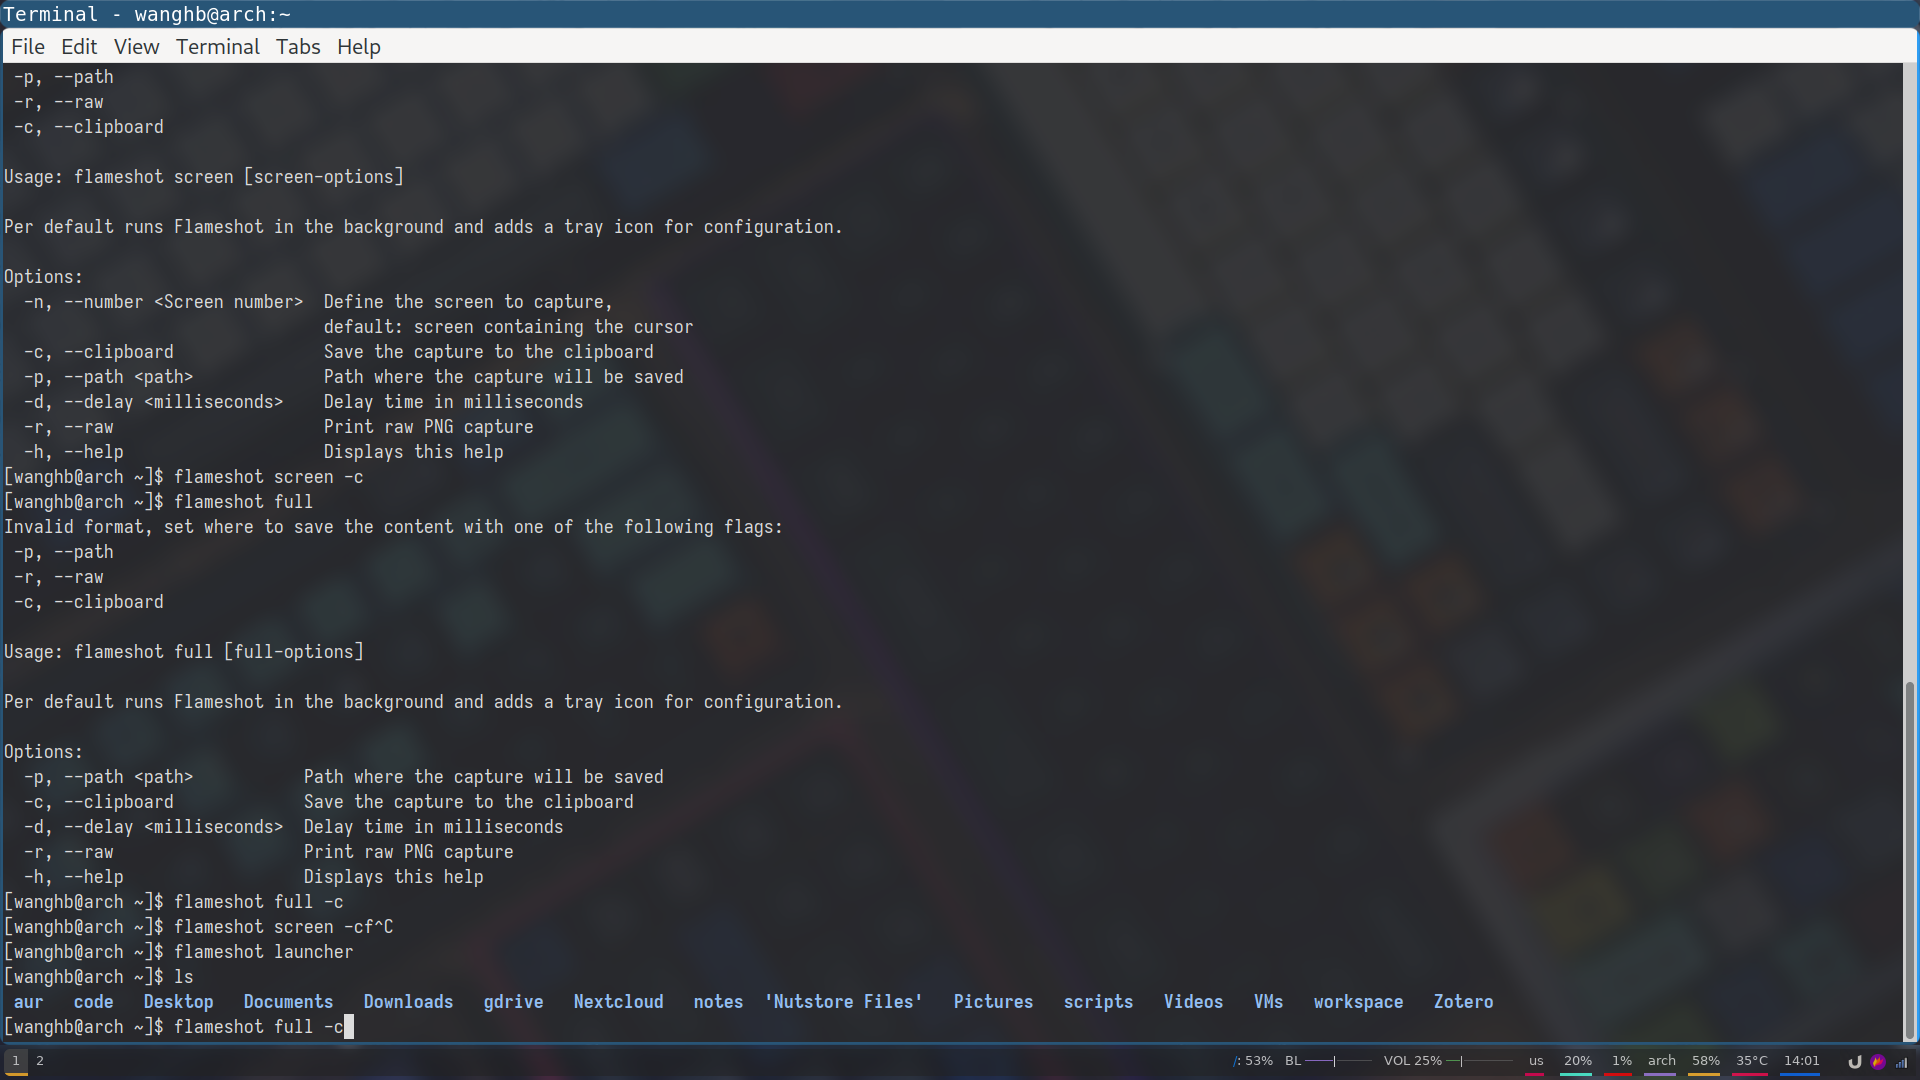 Terminal - wanghb@arch:~
File Edit View Terminal Tabs Help
-p, --path
-r, --raw
-c, --clipboard
Usage: flameshot screen [screen-options]
Per default runs Flameshot in the background and adds a tray icon for configuration.
Options:
-n, --number <Screen number> Define the screen to capture,
default: screen containing the cursor
-c, --clipboard Save the capture to the clipboard
-p, --path <path> Path where the capture will be saved
-d, --delay <milliseconds> Delay time in milliseconds
-r, --raw Print raw PNG capture
-h, --help Displays this help
[wanghb@arch ~]$ flameshot screen -c
[wanghb@arch ~]$ flameshot full
Invalid format, set where to save the content with one of the following flags:
-p, --path
-r, --raw
-c, --clipboard
Usage: flameshot full [full-options]
Per default runs Flameshot in the background and adds a tray icon for configuration.
Options:
-p, --path <path> Path where the capture will be saved
-c, --clipboard Save the capture to the clipboard
-d, --delay <milliseconds> Delay time in milliseconds
-r, --raw Print raw PNG capture
-h, --help Displays this help
[wanghb@arch ~]$ flameshot full -c
[wanghb@arch ~]$ flameshot screen -cf^C
[wanghb@arch ~]$ flameshot launcher
[wanghb@arch ~]$ ls
aur code Desktop Documents Downloads gdrive Nextcloud notes 'Nutstore Files' Pictures scripts Videos VMs workspace Zotero
[wanghb@arch ~]$ flameshot full -c
1 2 /: 53% BL VOL 25% us 20% 1% arch 58% 35°C 14:01